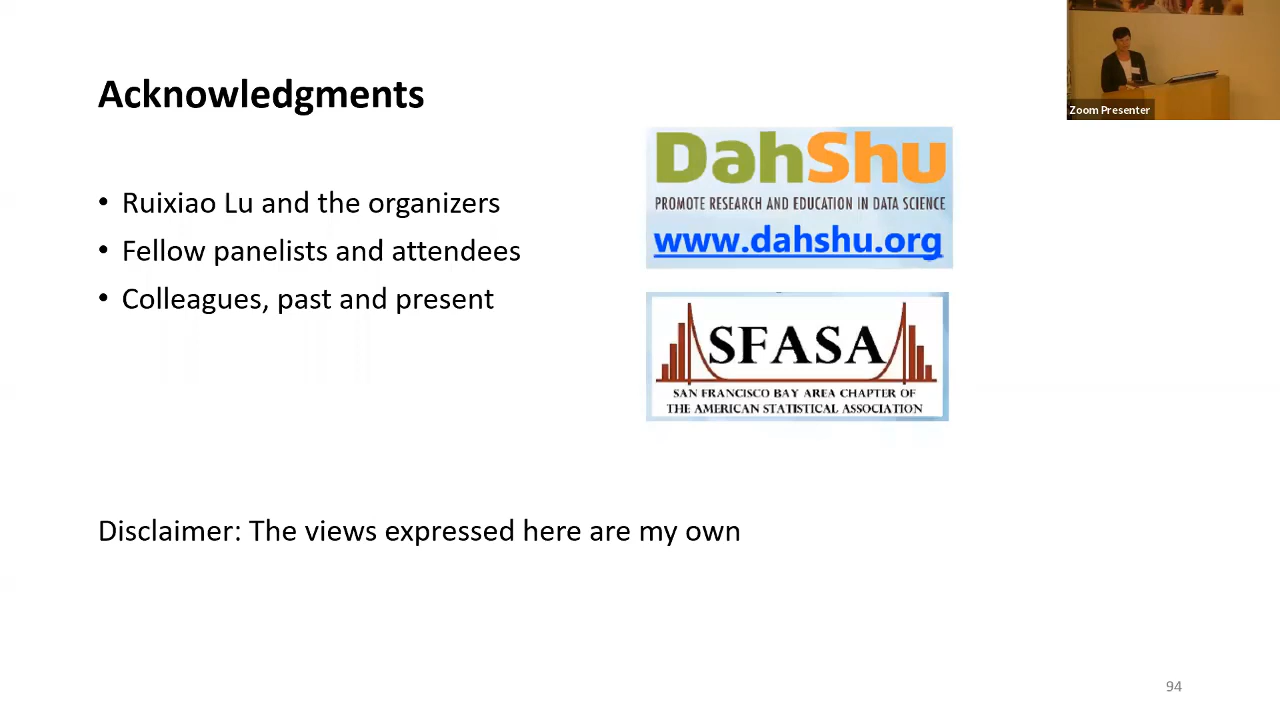 Acknowledgments
• Ruixiao Lu and the organizers
• Fellow panelists and attendees
• Colleagues, past and present
DahShu
PROMOTE RESEARCH AND EDUCATION IN DATA SCIENCE
www.dahshu.org
SFASA
SAN FRANCISCO BAY AREA CHAPTER OF
THE AMERICAN STATISTICAL ASSOCIATION
Disclaimer: The views expressed here are my own
Zoom Presenter
94